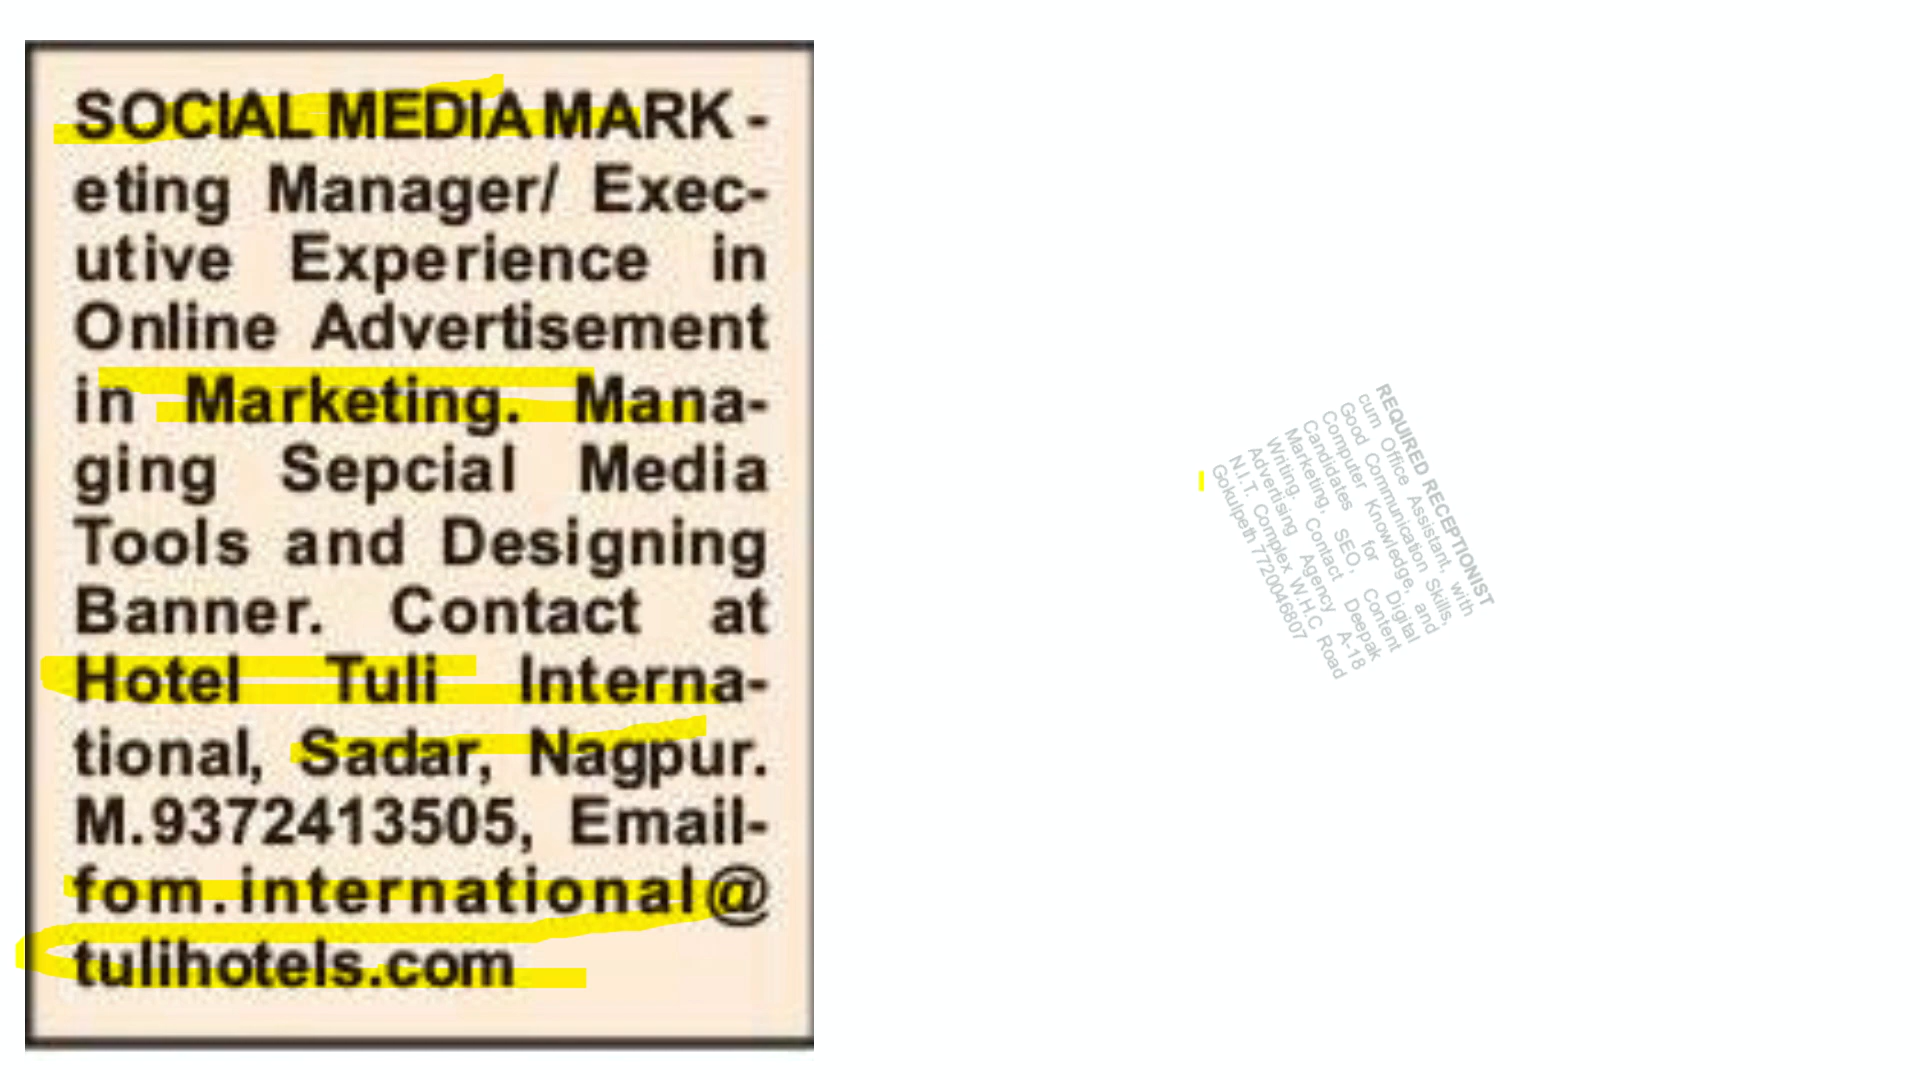 SOCIAL MEDIA MARK -
eting Manager/ Exec-
utive Experience in
Online Advertisement
in Marketing. Mana-
ging Sepcial Media
Tools and Designing
Banner. Contact at
Hotel Tuli Interna-
tional, Sadar, Nagpur.
M.9372413505, Email-
fom.international@
tulihotels.com
REQUIRED RECEPTIONIST
cum Office Assistant, with
Good Communication Skills,
Computer Knowledge, and
Candidates for Digital
Marketing, SEO, Content
Writing. Contact Deepak
Advertising Agency A-18
N.I.T. Complex W.H.C Road
Gokulpeth 7720046807